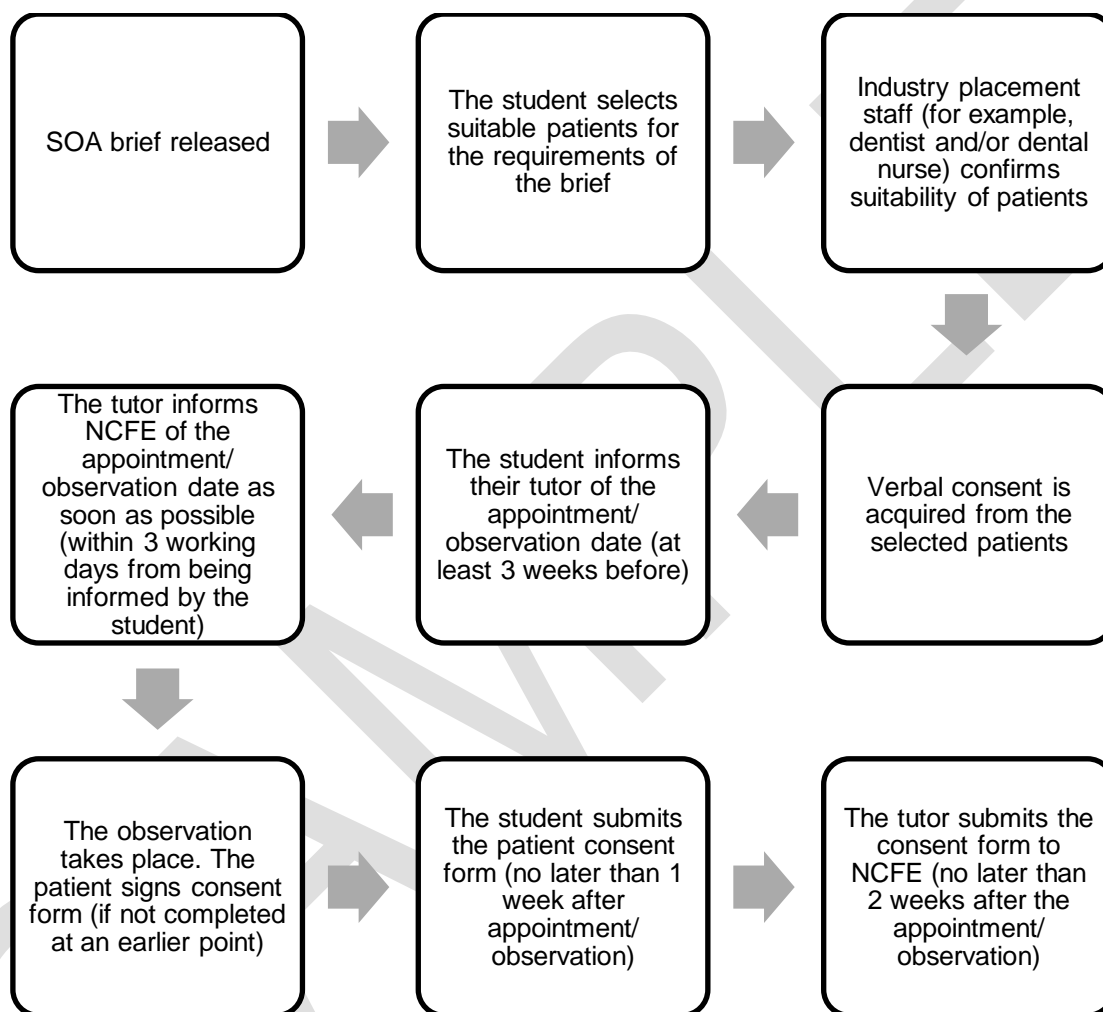 SOA brief released
The student selects
suitable patients for
the requirements of
the brief
Industry placement
staff (for example,
dentist and/or dental
nurse) confirms
suitability of patients
Verbal consent is
acquired from the
selected patients
The student informs
their tutor of the
appointment/
observation date (at
least 3 weeks before)
The tutor informs
NCFE of the
appointment/
observation date as
soon as possible
(within 3 working
days from being
informed by the
student)
The observation
takes place. The
patient signs consent
form (if not completed
at an earlier point)
The student submits
the patient consent
form (no later than 1
week after
appointment/
observation)
The tutor submits the
consent form to
NCFE (no later than
2 weeks after the
appointment/
observation)